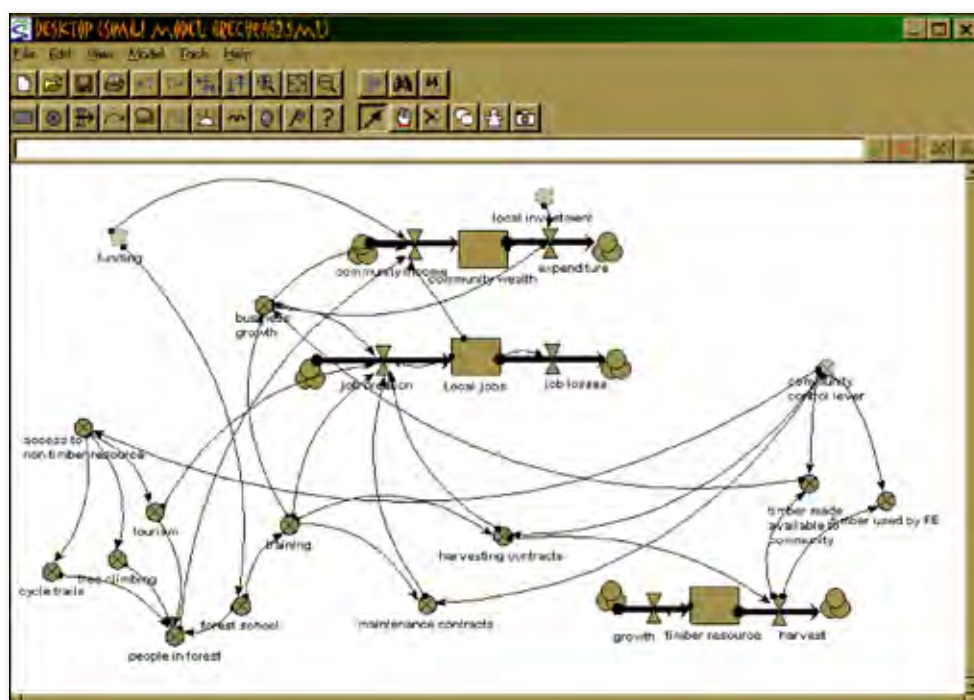 DESKTOP (SIMILE MODEL
File Edit View Model Tools Help
local investment
funding
community income
community wealth
expenditure
business
growth
job creation
Local jobs
job losses
community
control lever
access to
non timber resource
tourism
training
harvesting contracts
timber made
available to
community
timber used by FE
cycle trails
tree climbing
forest school
maintenance contracts
people in forest
growth
timber resource
harvest